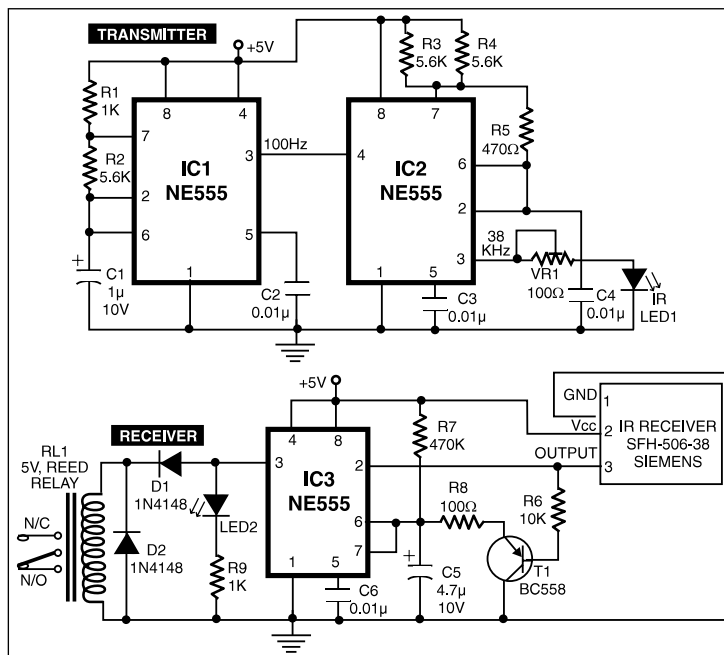 TRANSMITTER
+5V
R1
1K
R2
5.6K
+
C1
1µ
10V
8
4
7
2
6
3
5
1
IC1
NE555
100Hz
C2
0.01µ
R3
5.6K
R4
5.6K
8
7
4
6
2
3
1
5
IC2
NE555
R5
470Ω
38
KHz
VR1
100Ω
C3
0.01µ
C4
0.01µ
IR
LED1
RECEIVER
+5V
RL1
5V, REED
RELAY
N/C
N/O
D1
1N4148
D2
1N4148
LED2
R9
1K
4
8
3
2
6
7
1
5
IC3
NE555
C6
0.01µ
R7
470K
R8
100Ω
+
C5
4.7µ
10V
R6
10K
T1
BC558
GND
Vcc
OUTPUT
1
2
3
IR RECEIVER
SFH-506-38
SIEMENS